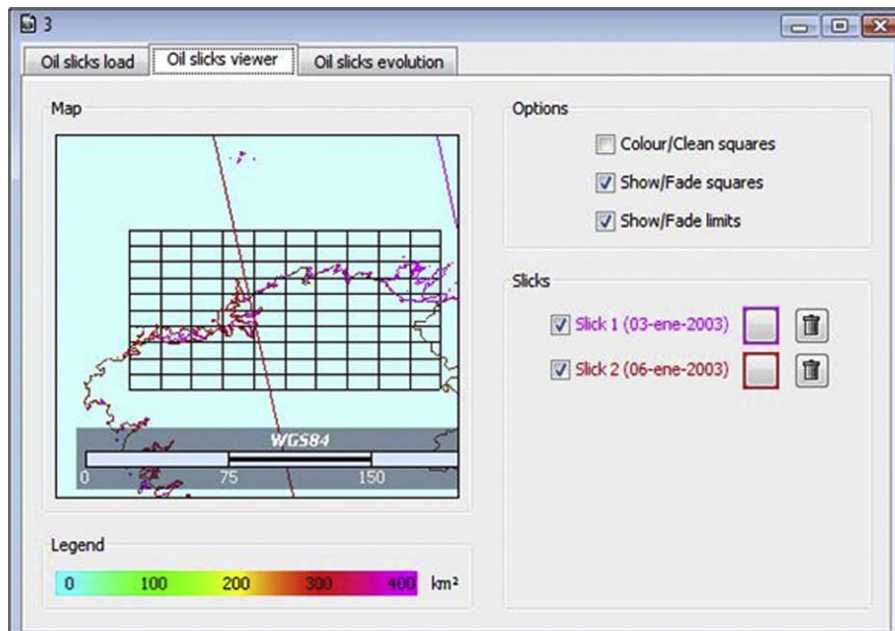 3
Oil slicks load
Oil slicks viewer
Oil slicks evolution
Map
WGS84
0 75 150
Legend
0 100 200 300 400 km²
Options
Colour/Clean squares
Show/Fade squares
Show/Fade limits
Slicks
Slick 1 (03-ene-2003)
Slick 2 (06-ene-2003)